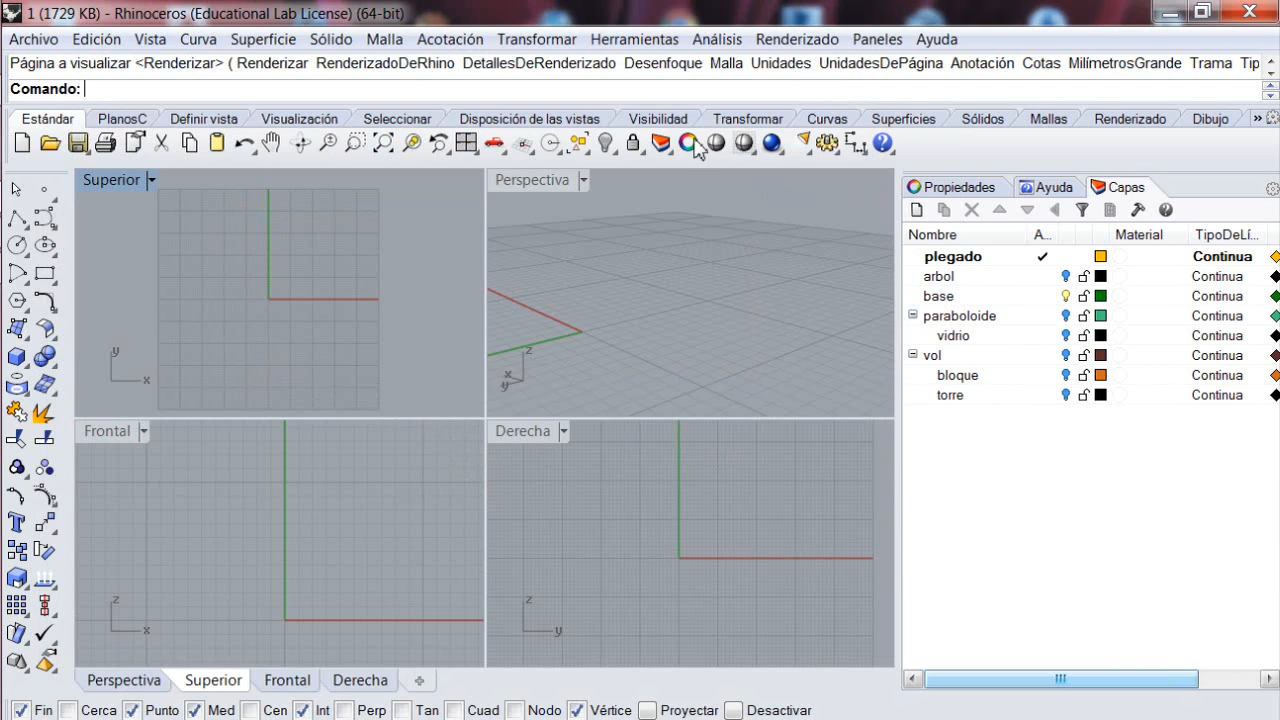 1 (1729 KB) - Rhinoceros (Educational Lab License) (64-bit)
Archivo Edición Vista Curva Superficie Sólido Malla Acotación Transformar Herramientas Análisis Renderizado Paneles Ayuda
Página a visualizar <Renderizar> ( Renderizar RenderizadoDeRhino DetallesDeRenderizado Desenfoque Malla Unidades UnidadesDePágina Anotación Cotas MilímetrosGrande Trama Tip
Comando:
Estándar PlanosC Definir vista Visualización Seleccionar Disposición de las vistas Visibilidad Transformar Curvas Superficies Sólidos Mallas Renderizado Dibujo »
Superior Perspectiva
Propiedades Ayuda Capas
Nombre A... Material TipoDeLí...
plegado Continua
arbol Continua
base Continua
paraboloide Continua
vidrio Continua
vol Continua
bloque Continua
torre Continua
y
x
z
x
y
Frontal Derecha
z
x
z
y
Perspectiva Superior Frontal Derecha
Fin Cerca Punto Med Cen Int Perp Tan Cuad Nodo Vértice Proyectar Desactivar